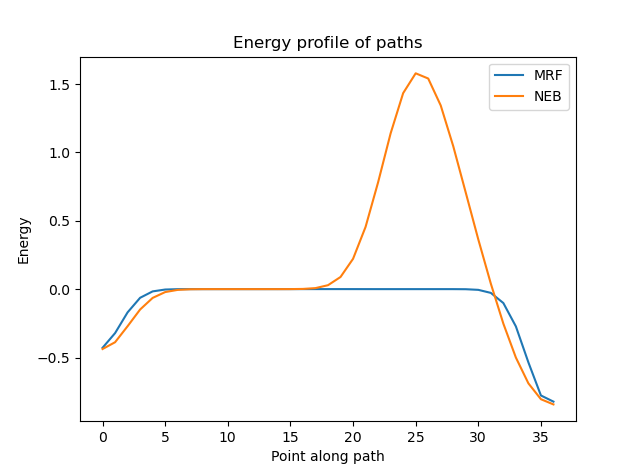 Energy profile of paths
MRF
NEB
1.5
1.0
0.5
0.0
−0.5
Energy
0 5 10 15 20 25 30 35
Point along path